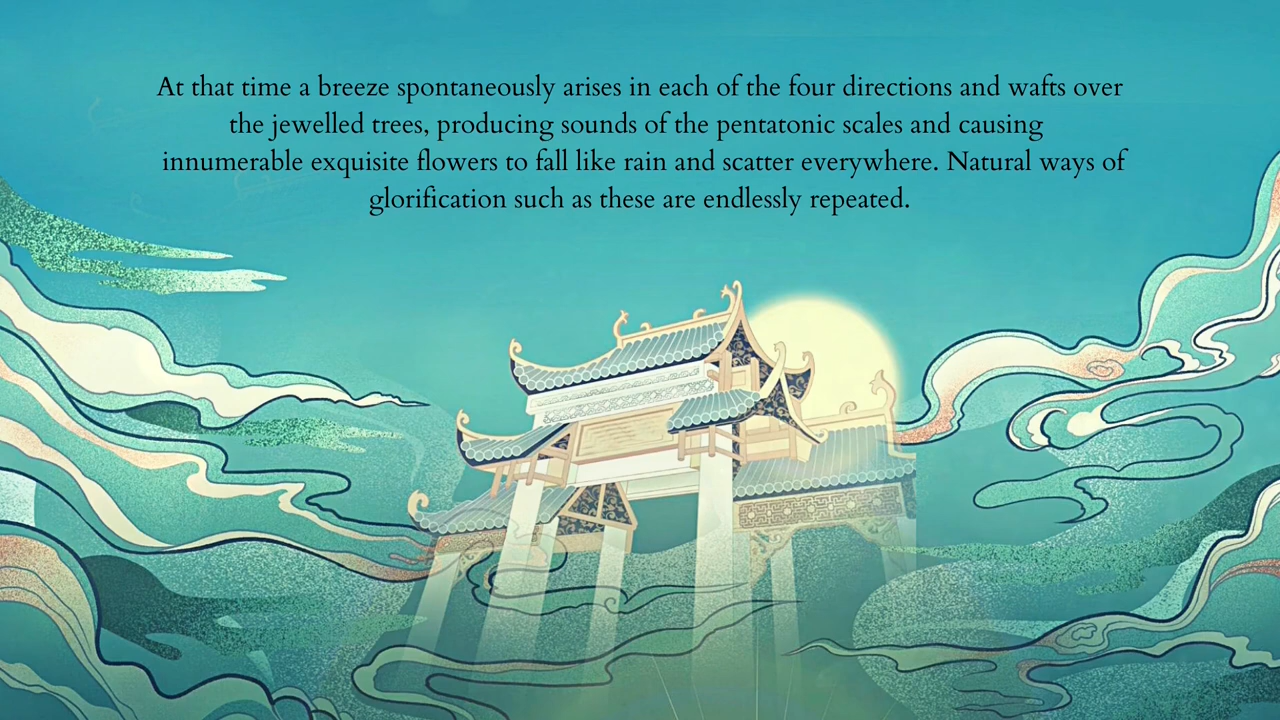 At that time a breeze spontaneously arises in each of the four directions and wafts over
the jewelled trees, producing sounds of the pentatonic scales and causing
innumerable exquisite flowers to fall like rain and scatter everywhere. Natural ways of
glorification such as these are endlessly repeated.